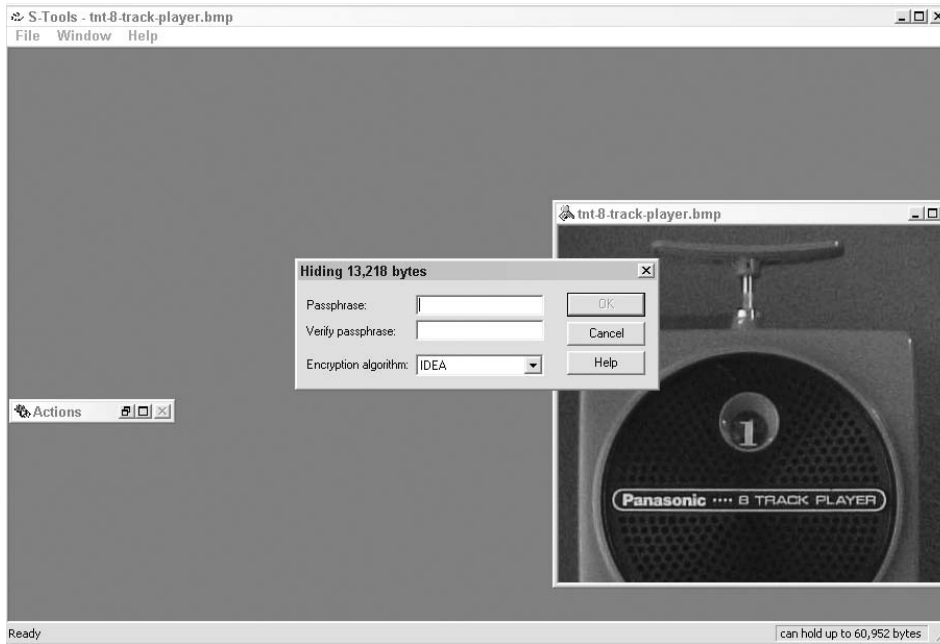 S-Tools - tnt-8-track-player.bmp
File Window Help
tnt-8-track-player.bmp
Hiding 13,218 bytes
Passphrase:
OK
Verify passphrase:
Cancel
Encryption algorithm: IDEA
Help
Actions
1
Panasonic •••• 8 TRACK PLAYER
Ready
can hold up to 60,952 bytes